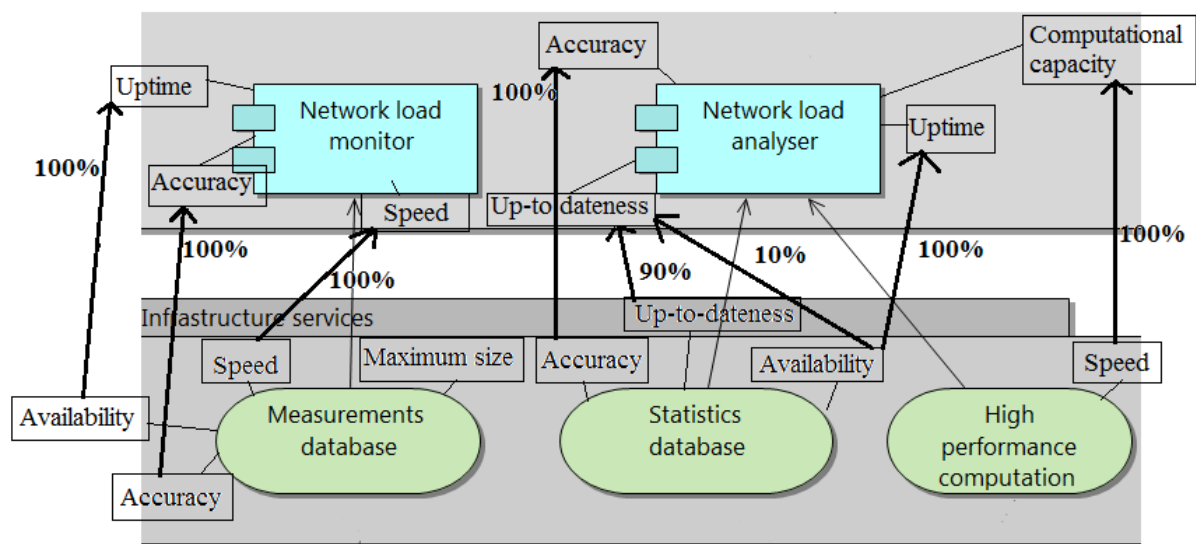 Accuracy
Computational
capacity
Uptime
100%
Network load
monitor
Network load
analyser
Uptime
100%
Accuracy
Speed
Up-to dateness
100%
100%
90%
10%
100%
100%
Infrastructure services
Up-to-dateness
Speed
Maximum size
Accuracy
Availability
Speed
Availability
Measurements
database
Statistics
database
High
performance
computation
Accuracy